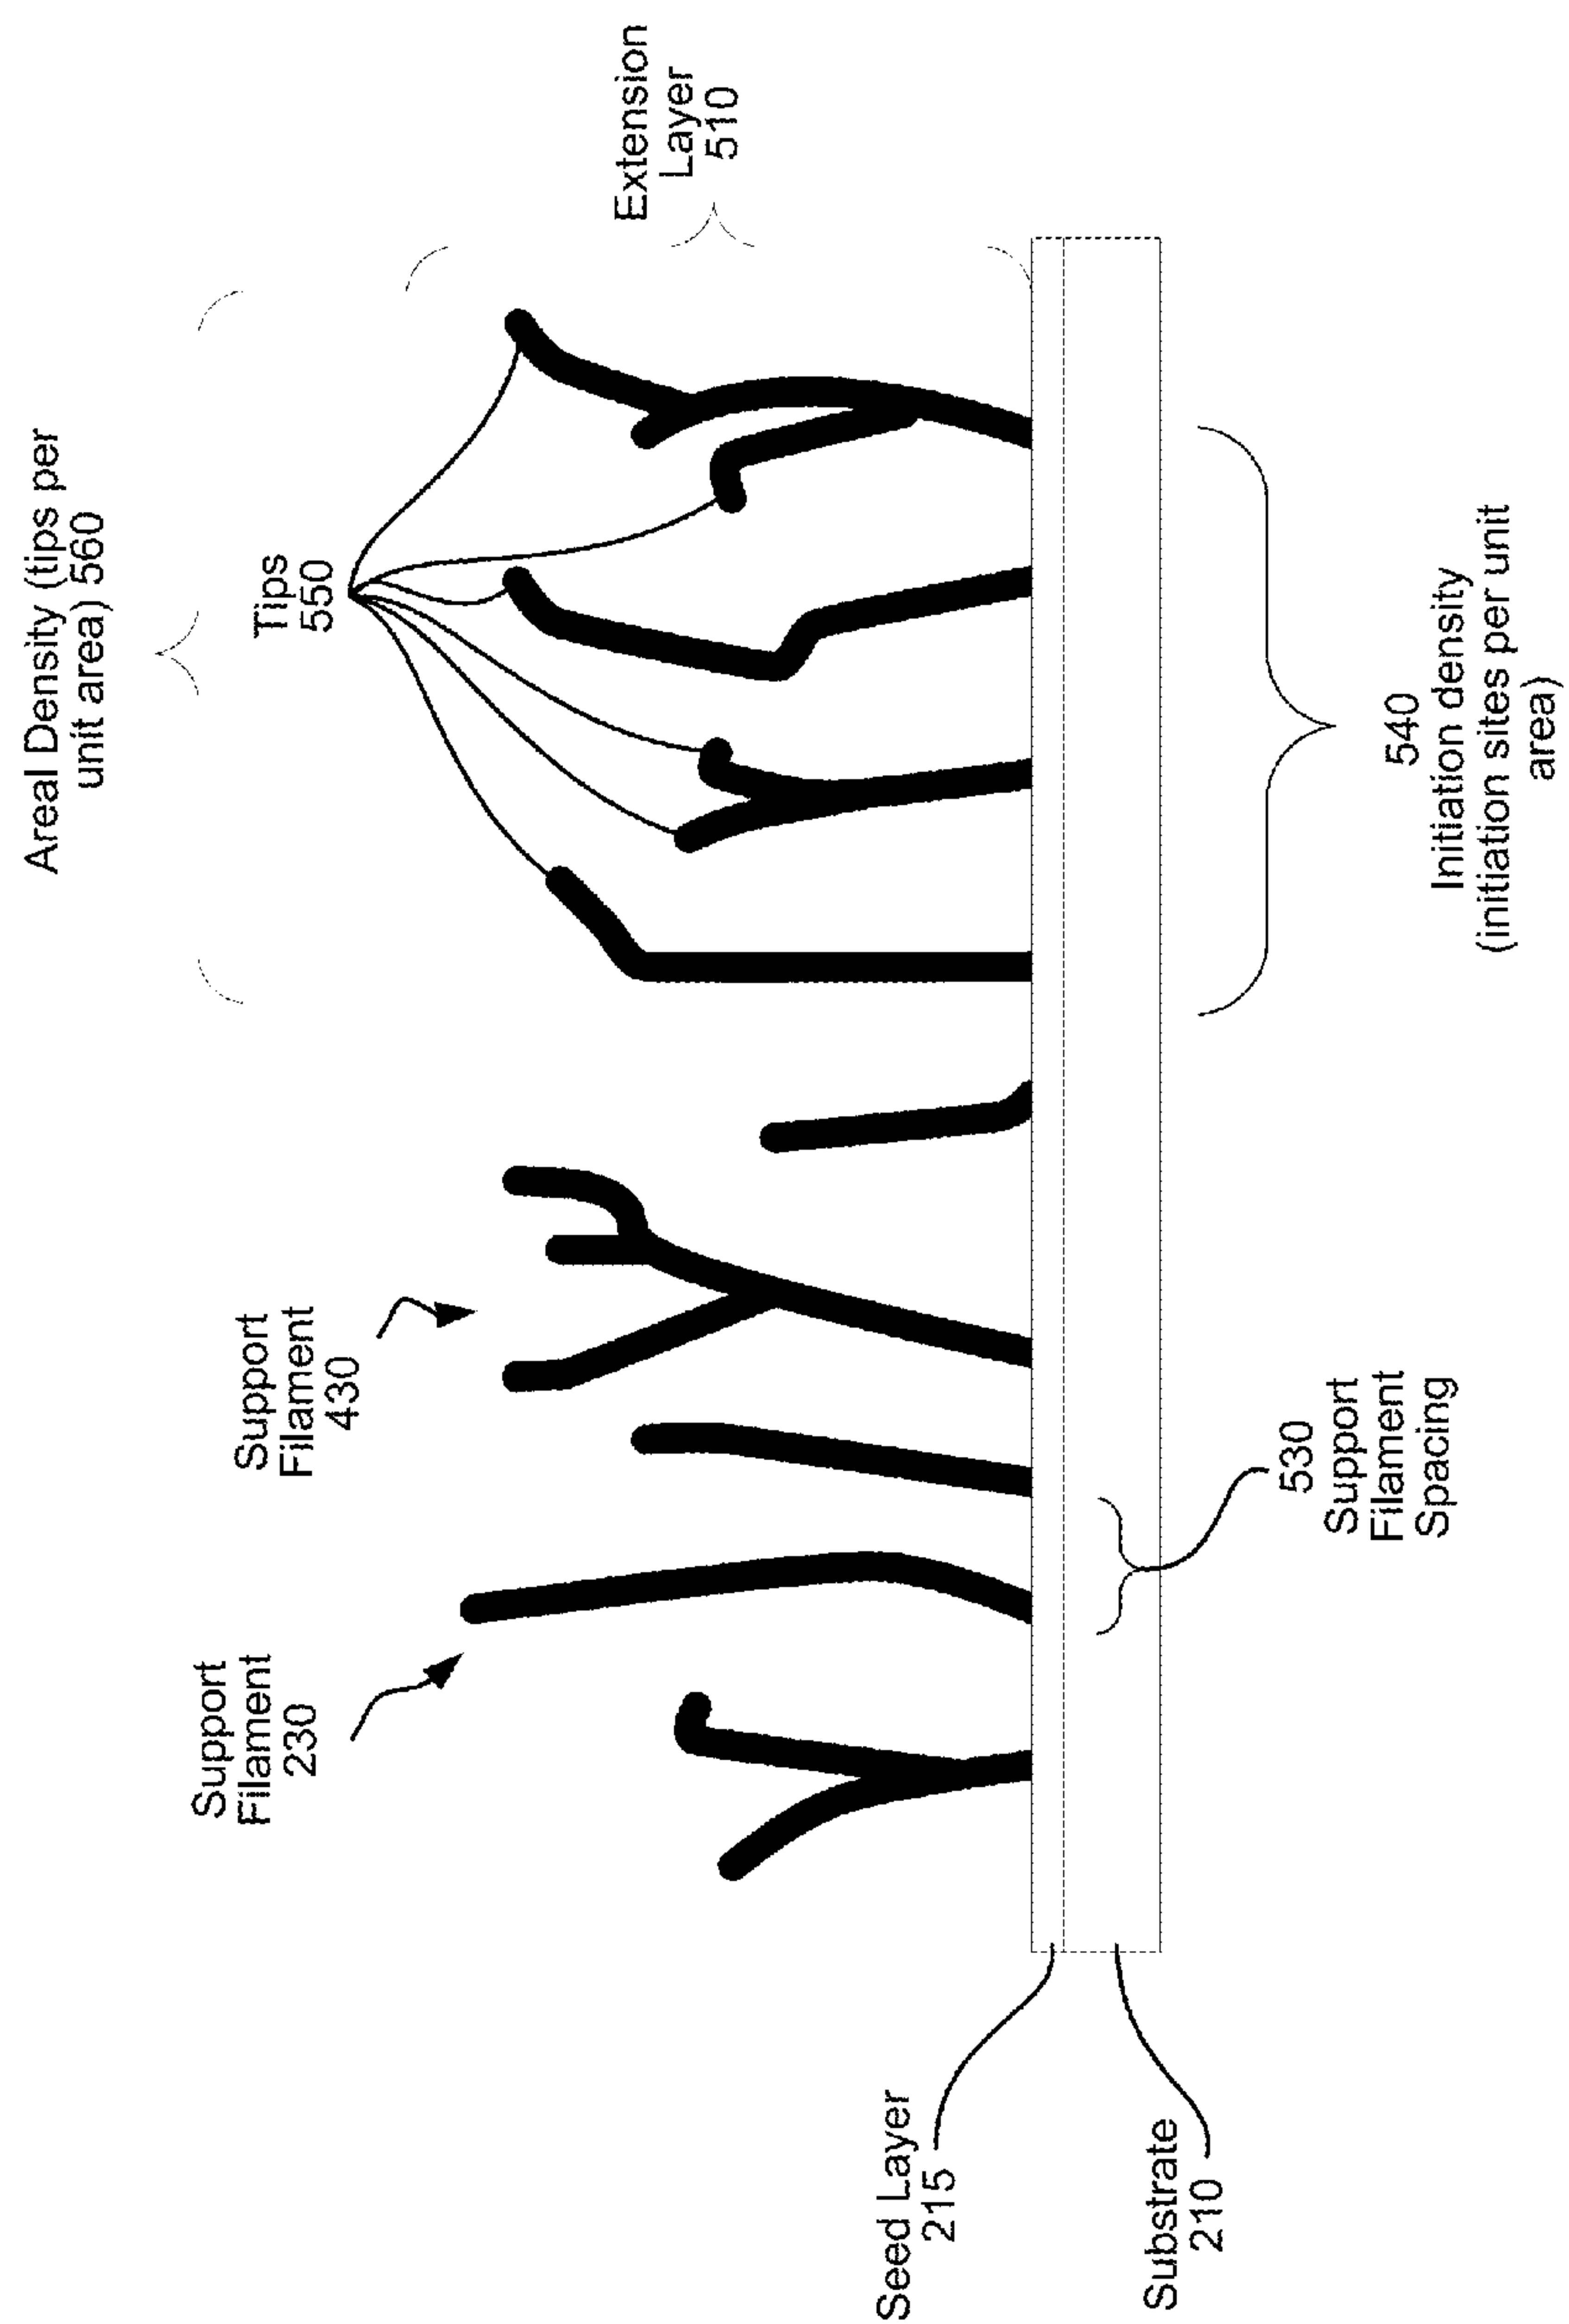 Areal Density (tips per
unit area) 560
Tips
550
Extension
Layer
510
Support
Filament
430
Support
Filament
230
Seed Layer
215
Substrate
210
530
Support
Filament
Spacing
540
Initiation density
(initiation sites per unit
area)